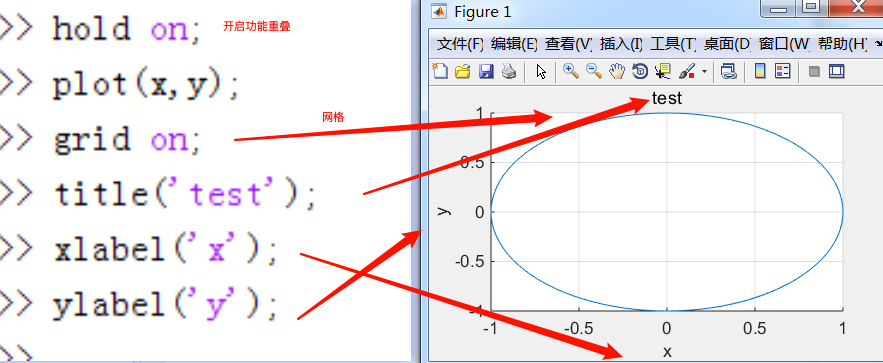 >> hold on; 开启功能重叠
>> plot(x,y);
>> grid on; 网格
>> title('test');
>> xlabel('x');
>> ylabel('y');
>>
Figure 1
文件(F) 编辑(E) 查看(V) 插入(I) 工具(T) 桌面(D) 窗口(W 帮助(H)
test
1
0.5
0
-0.5
-1
y
-1 -0.5 0 0.5 1
x